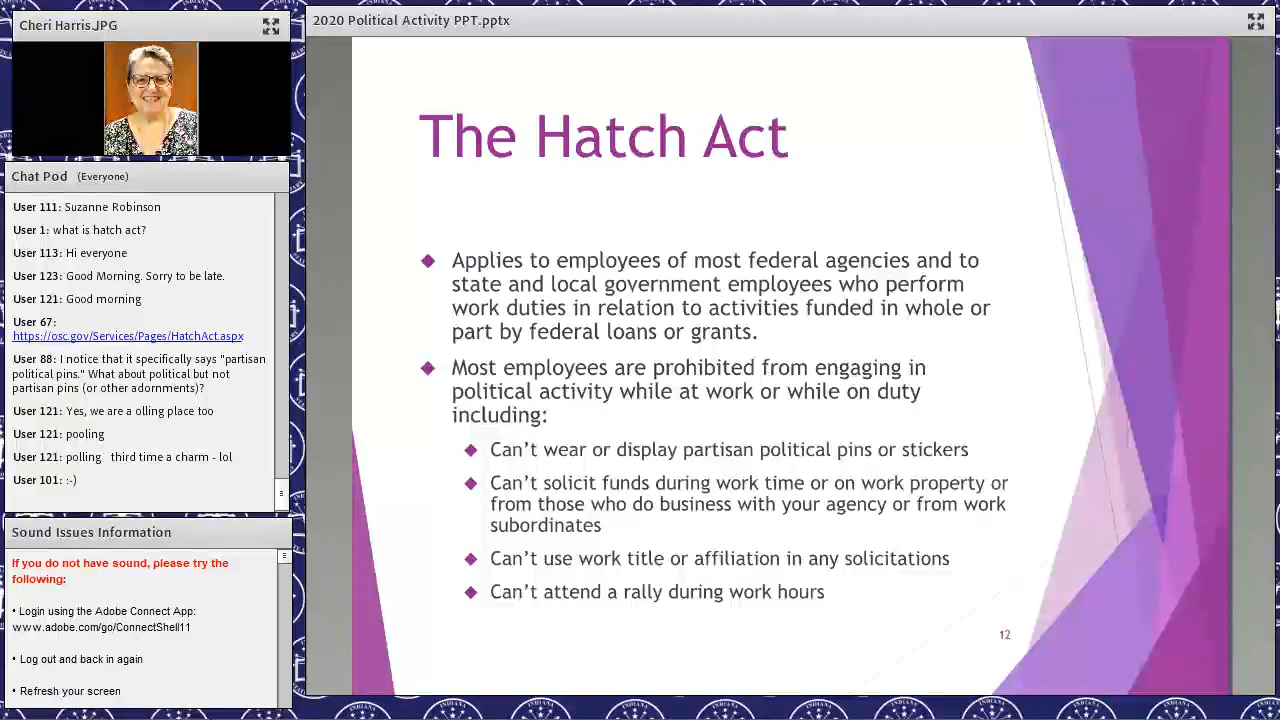 Cheri Harris.JPG
Chat Pod (Everyone)
User 111: Suzanne Robinson
User 1: what is hatch act?
User 113: Hi everyone
User 123: Good Morning. Sorry to be late.
User 121: Good morning
User 67:
https://osc.gov/Services/Pages/HatchAct.aspx
User 88: I notice that it specifically says "partisan
political pins." What about political but not
partisan pins (or other adornments)?
User 121: Yes, we are a olling place too
User 121: pooling
User 121: polling   third time a charm - lol
User 101: :-)
Sound Issues Information
If you do not have sound, please try the
following:
• Login using the Adobe Connect App:
www.adobe.com/go/ConnectShell11
• Log out and back in again
• Refresh your screen
2020 Political Activity PPT.pptx
The Hatch Act
Applies to employees of most federal agencies and to
state and local government employees who perform
work duties in relation to activities funded in whole or
part by federal loans or grants.
Most employees are prohibited from engaging in
political activity while at work or while on duty
including:
Can't wear or display partisan political pins or stickers
Can't solicit funds during work time or on work property or
from those who do business with your agency or from work
subordinates
Can't use work title or affiliation in any solicitations
Can't attend a rally during work hours
12
INDIANA